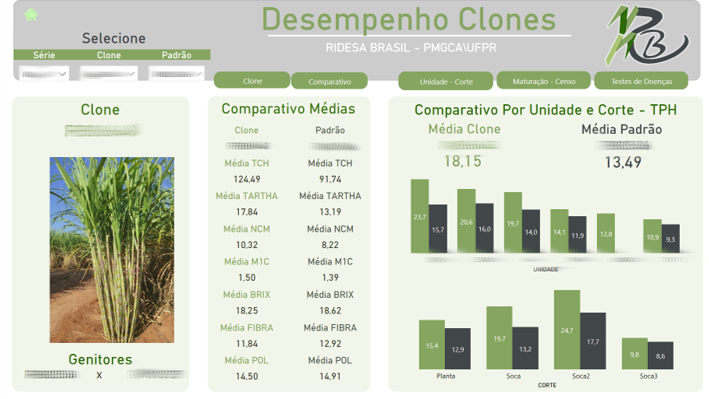 Desempenho Clones
RIDESA BRASIL - PMGCA\UFPR
RB
Selecione
Série Clone Padrão
Clone Comparativo Unidade - Corte Maturação - Censo Testes de Doenças
Clone
Genitores
X
Comparativo Médias
Clone Padrão
Média TCH Média TCH
124,49 91,74
Média TARTHA Média TARTHA
17,84 13,19
Média NCM Média NCM
10,32 8,22
Média M1C Média M1C
1,50 1,39
Média BRIX Média BRIX
18,25 18,62
Média FIBRA Média FIBRA
11,84 12,92
Média POL Média POL
14,50 14,91
Comparativo Por Unidade e Corte - TPH
Média Clone Média Padrão
18,15 13,49
23,7 15,7 20,6 16,0 19,7 14,0 14,1 11,9 12,8 10,9 9,3
UNIDADE
15,4 12,9 19,7 13,2 24,7 17,7 9,8 8,6
Planta Soca Soca2 Soca3
CORTE